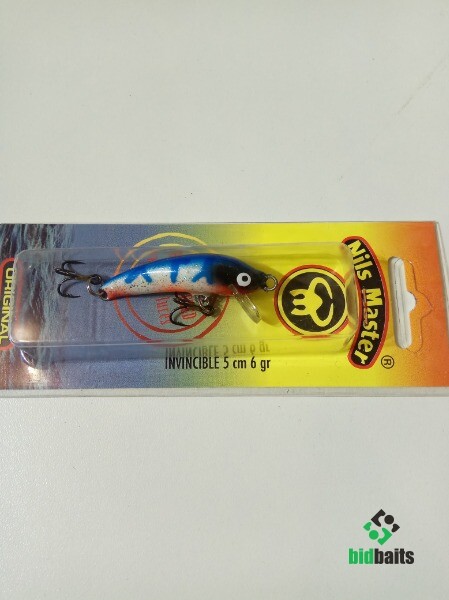 ORIGINAL
Nils Master
®
INVINCIBLE 5 cm 6 gr
bidbaits